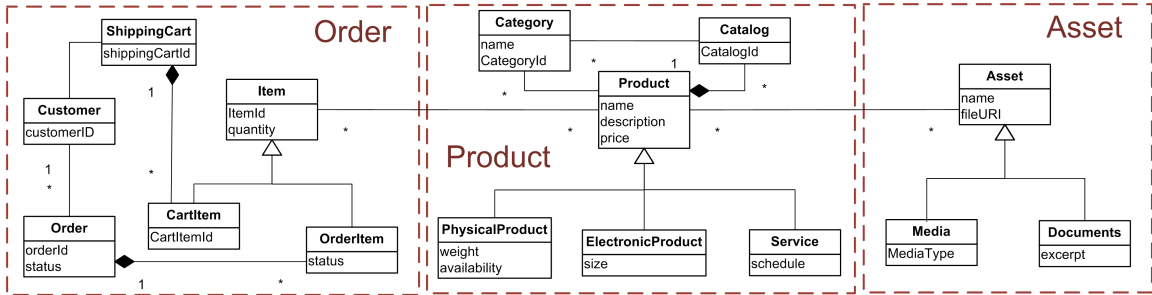 Order
ShippingCart
shippingCartId
1
*
Customer
customerID
1
*
Item
ItemId
quantity
*
CartItem
CartItemId
Order
orderId
status
1
*
OrderItem
status
Product
Category
name
CategoryId
*
*
Catalog
CatalogId
1
*
Product
name
description
price
*
*
PhysicalProduct
weight
availability
ElectronicProduct
size
Service
schedule
Asset
Asset
name
fileURI
*
Media
MediaType
Documents
excerpt